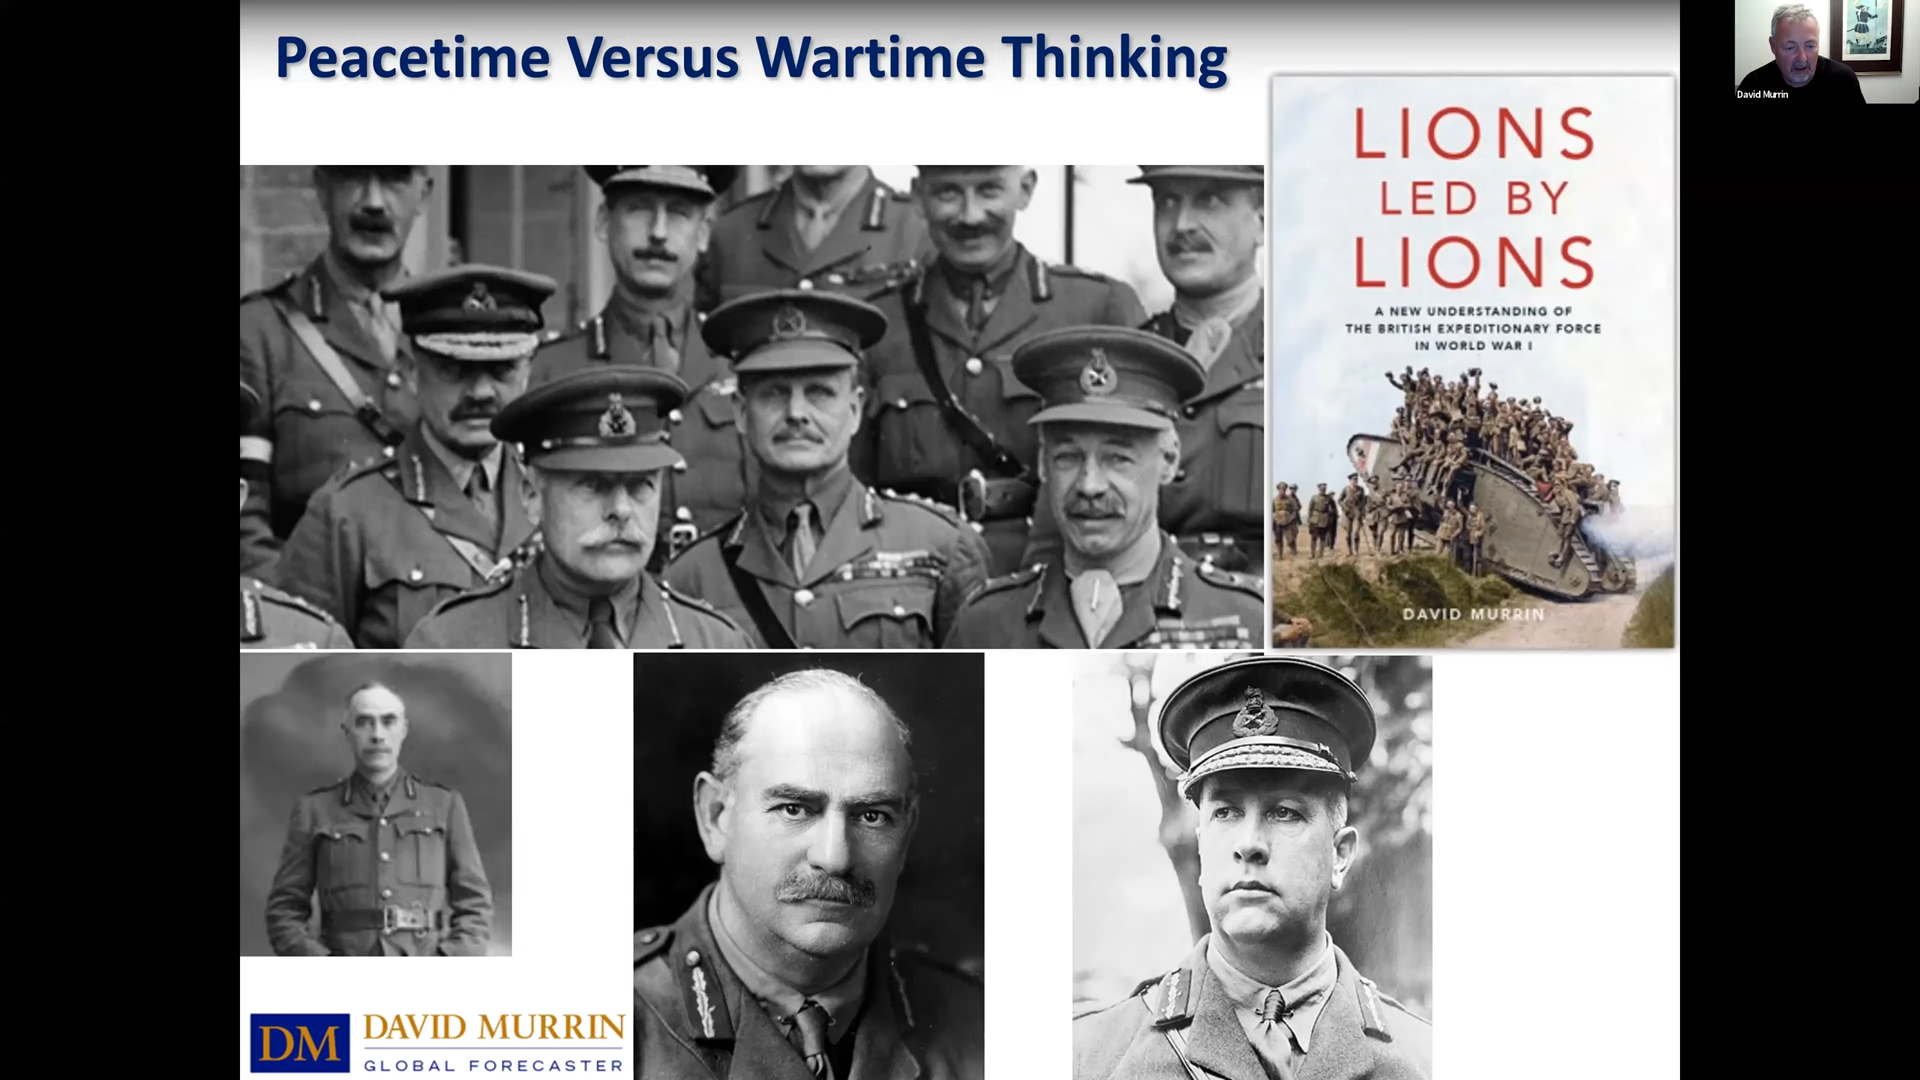 Peacetime Versus Wartime Thinking
David Murrin
LIONS
LED BY
LIONS
A NEW UNDERSTANDING OF
THE BRITISH EXPEDITIONARY FORCE
IN WORLD WAR I
DAVID MURRIN
DM
DAVID MURRIN
GLOBAL FORECASTER